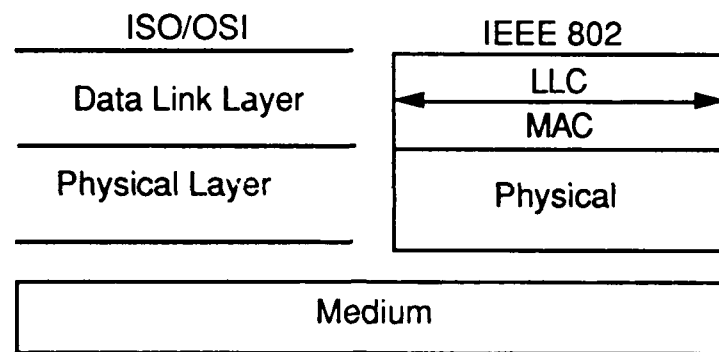 ISO/OSI
IEEE 802
Data Link Layer
LLC
MAC
Physical Layer
Physical
Medium